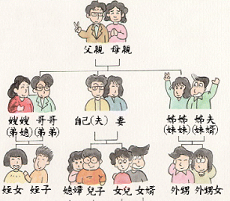 父親 母親
嫂嫂 哥哥 自己(夫) 妻 姊姊 姊夫
(弟媳)(弟弟) (妹妹)(妹婿)
姪女 姪子 媳婦 兒子 女兒 女婿 外甥 外甥女